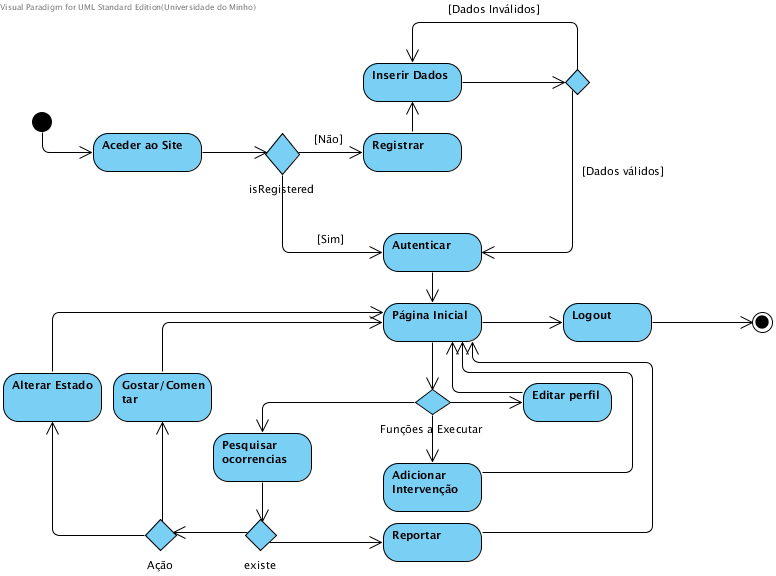 Visual Paradigm for UML Standard Edition(Universidade do Minho)
[Dados Inválidos]
Inserir Dados
[Não]
Aceder ao Site
Registrar
[Dados válidos]
isRegistered
[Sim]
Autenticar
Página Inicial
Logout
Alterar Estado
Gostar/Comen
tar
Editar perfil
Funções a Executar
Pesquisar
ocorrencias
Adicionar
Intervenção
Reportar
Ação
existe